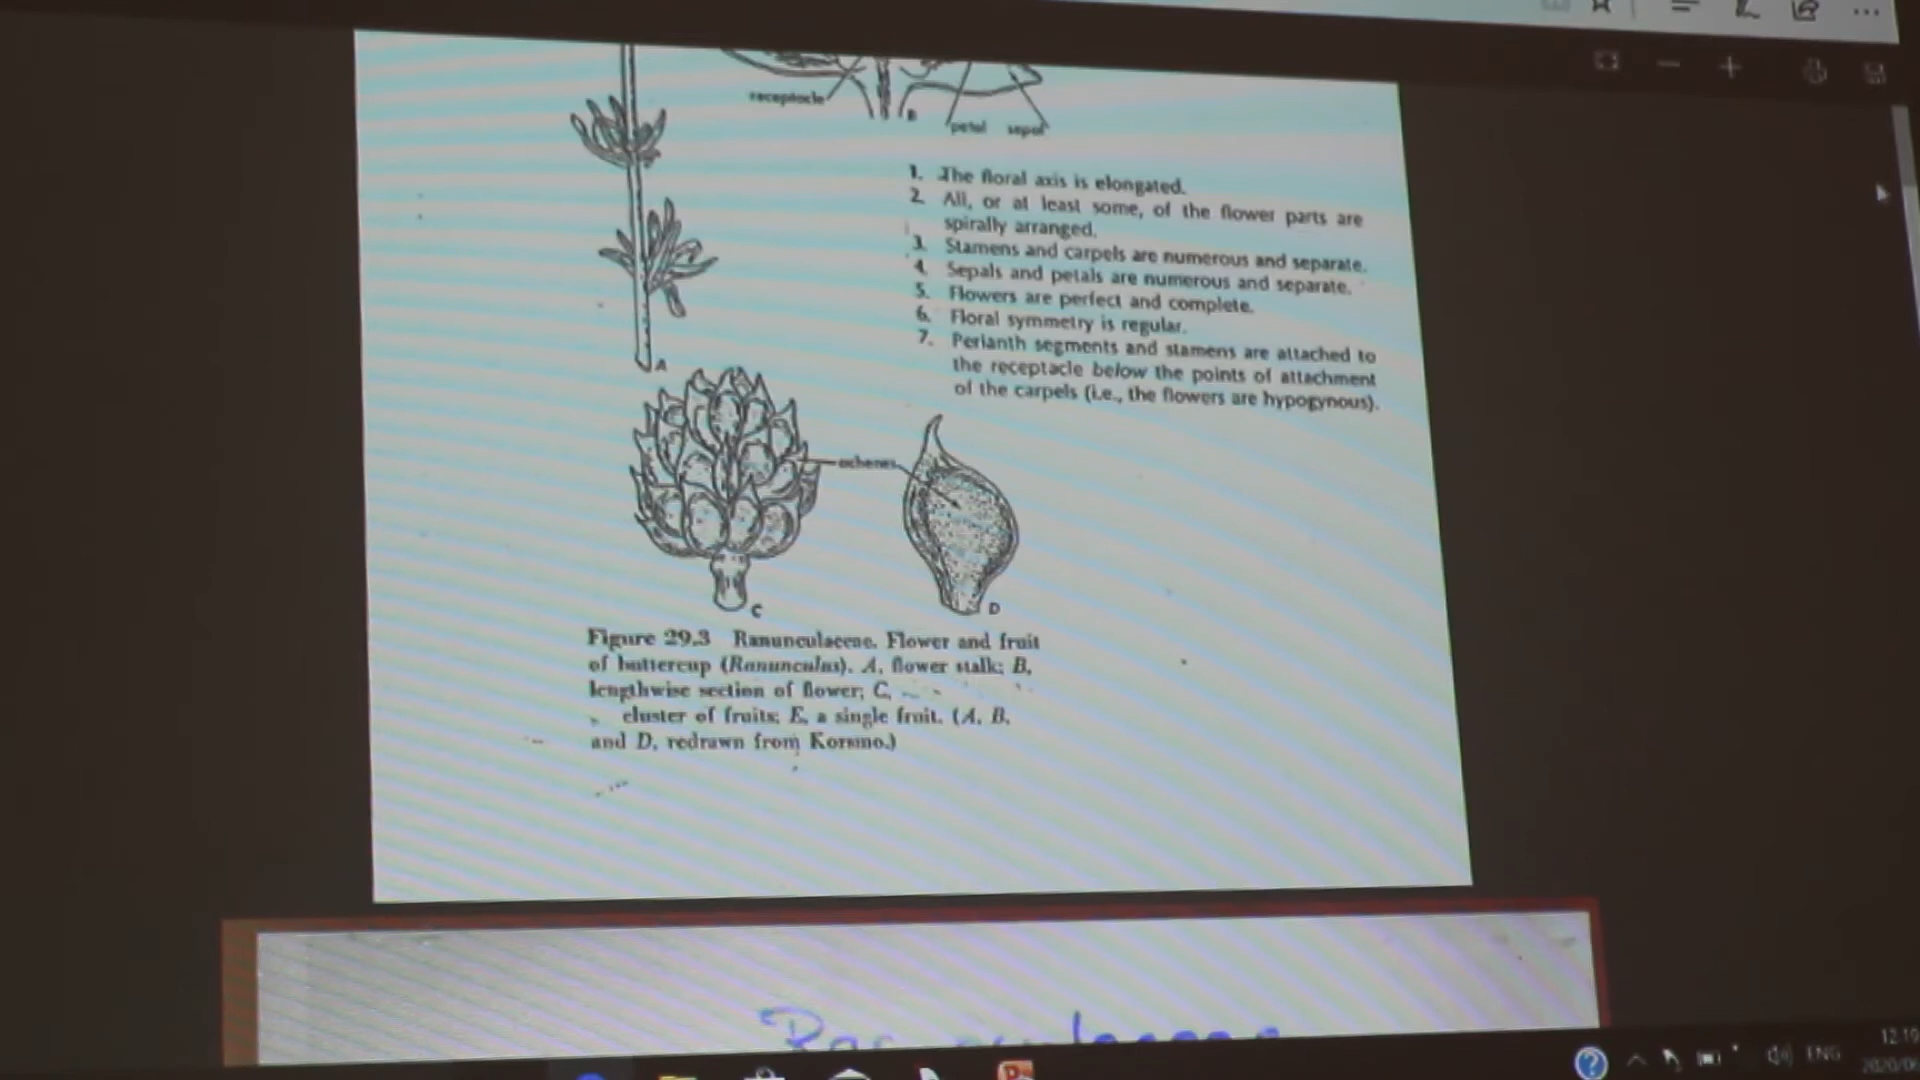 receptacle
B
petal sepal
1. The floral axis is elongated.
2. All, or at least some, of the flower parts are
spirally arranged.
3. Stamens and carpels are numerous and separate.
4. Sepals and petals are numerous and separate.
5. Flowers are perfect and complete.
6. Floral symmetry is regular.
7. Perianth segments and stamens are attached to
the receptacle below the points of attachment
of the carpels (i.e., the flowers are hypogynous).
A
achenes
C
D
Figure 29.3 Ranunculaceae. Flower and fruit
of buttercup (Ranunculus). A, flower stalk; B,
lengthwise section of flower; C,
cluster of fruits; E, a single fruit. (A, B,
and D, redrawn from Korsmo.)
ENG
12:19